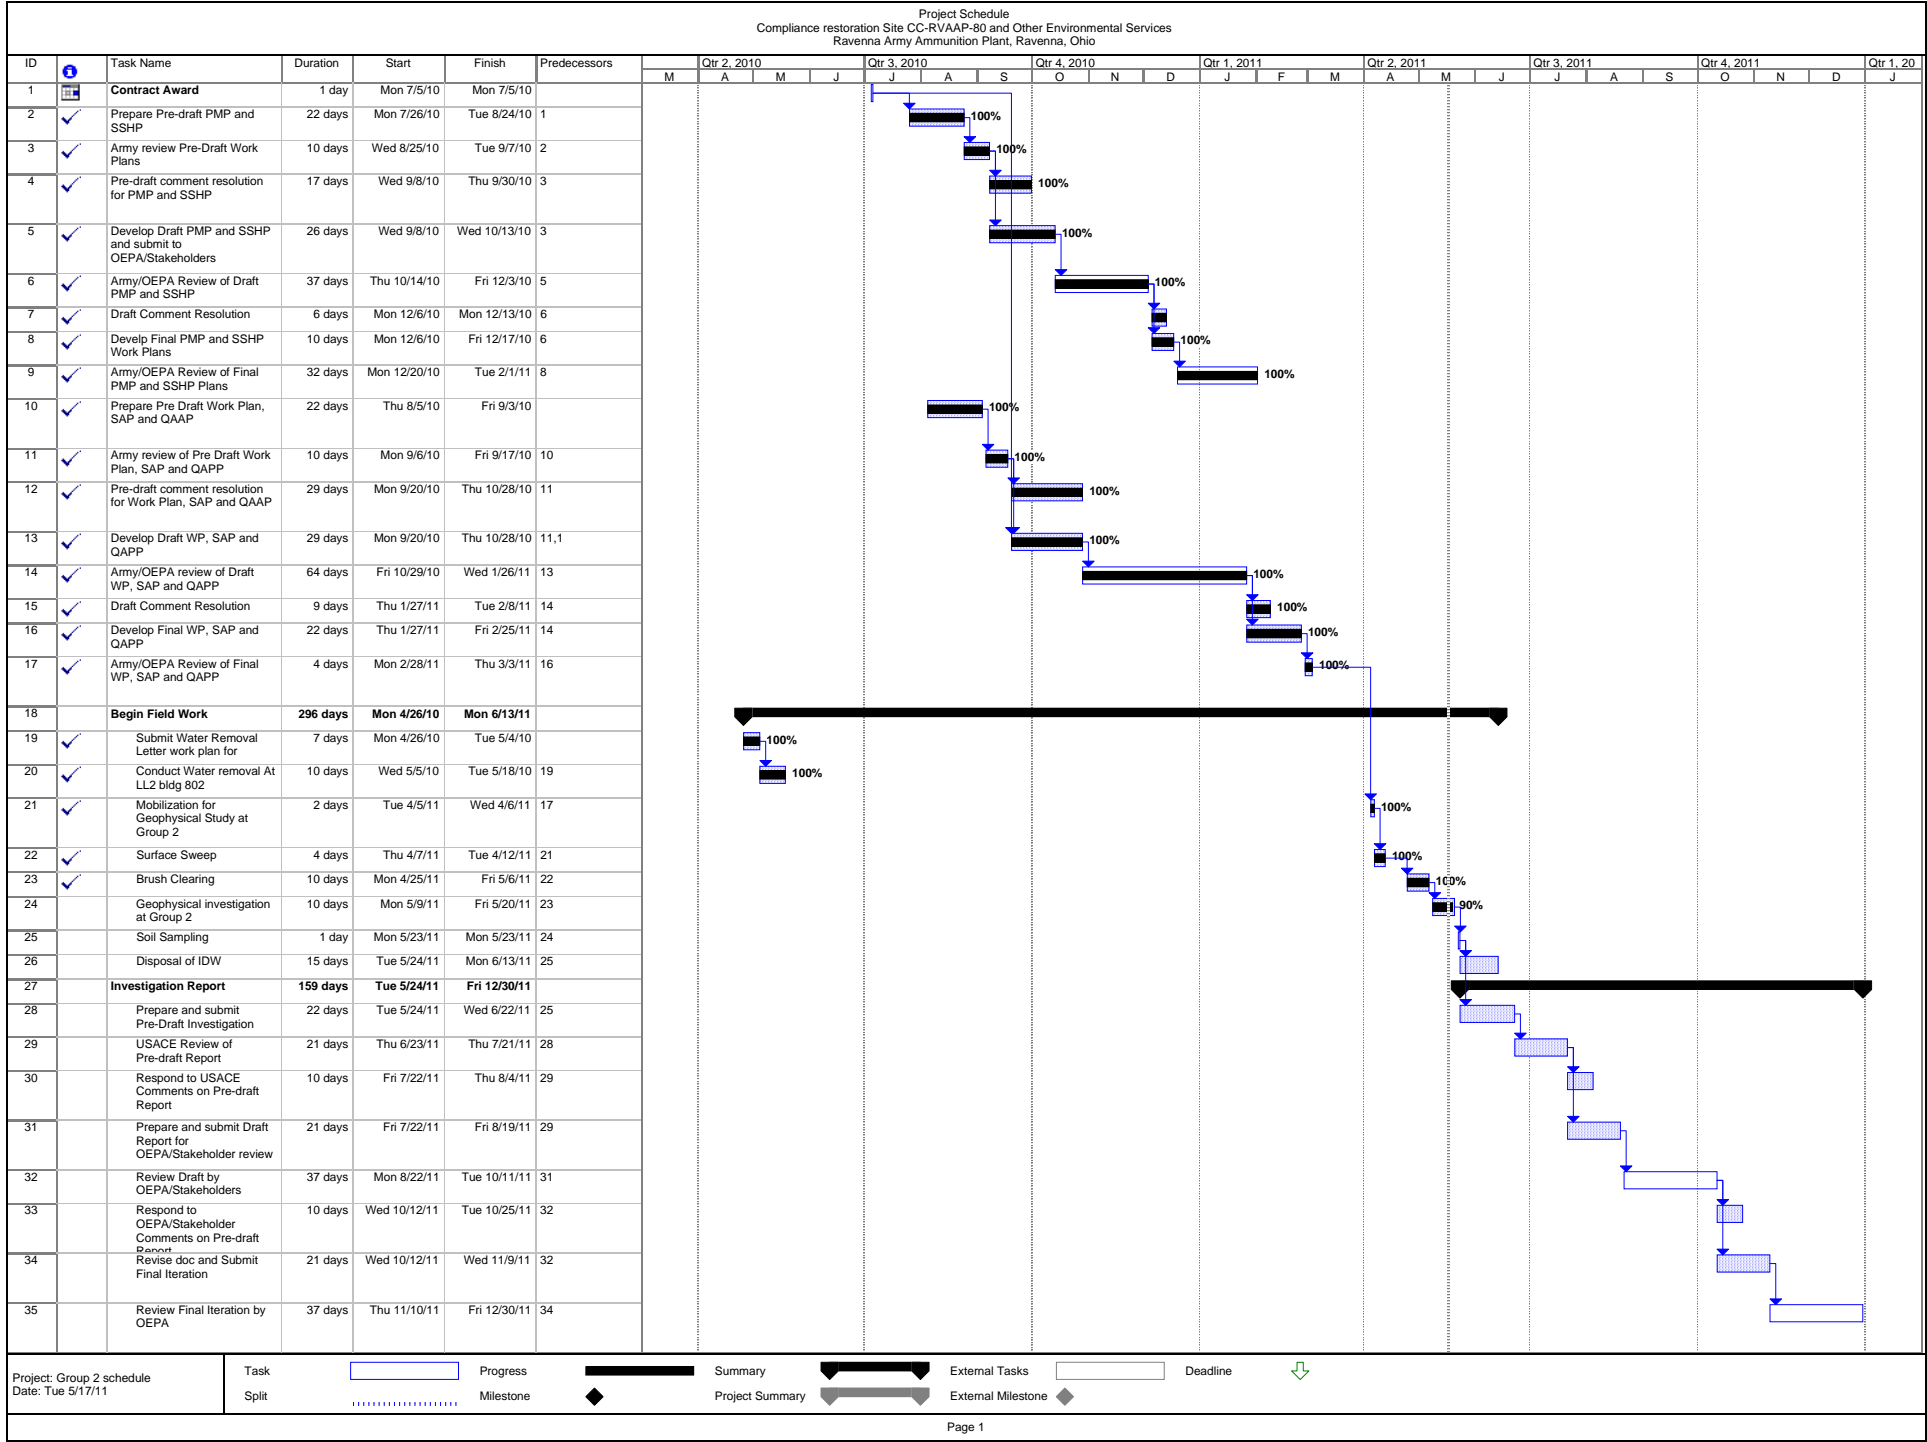 Project Schedule
Compliance restoration Site CC-RVAAP-80 and Other Environmental Services
Ravenna Army Ammunition Plant, Ravenna, Ohio
ID Task Name Duration Start Finish Predecessors
Qtr 2, 2010 Qtr 3, 2010 Qtr 4, 2010 Qtr 1, 2011 Qtr 2, 2011 Qtr 3, 2011 Qtr 4, 2011 Qtr 1, 20
M A M J J A S O N D J F M A M J J A S O N D J
1 Contract Award 1 day Mon 7/5/10 Mon 7/5/10
2 Prepare Pre-draft PMP and 22 days Mon 7/26/10 Tue 8/24/10 1 100%
SSHP
3 Army review Pre-Draft Work 10 days Wed 8/25/10 Tue 9/7/10 2 100%
Plans
4 Pre-draft comment resolution 17 days Wed 9/8/10 Thu 9/30/10 3 100%
for PMP and SSHP
5 Develop Draft PMP and SSHP 26 days Wed 9/8/10 Wed 10/13/10 3 100%
and submit to
OEPA/Stakeholders
6 Army/OEPA Review of Draft 37 days Thu 10/14/10 Fri 12/3/10 5 100%
PMP and SSHP
7 Draft Comment Resolution 6 days Mon 12/6/10 Mon 12/13/10 6
8 Develp Final PMP and SSHP 10 days Mon 12/6/10 Fri 12/17/10 6 100%
Work Plans
9 Army/OEPA Review of Final 32 days Mon 12/20/10 Tue 2/1/11 8 100%
PMP and SSHP Plans
10 Prepare Pre Draft Work Plan, 22 days Thu 8/5/10 Fri 9/3/10 100%
SAP and QAAP
11 Army review of Pre Draft Work 10 days Mon 9/6/10 Fri 9/17/10 10 100%
Plan, SAP and QAPP
12 Pre-draft comment resolution 29 days Mon 9/20/10 Thu 10/28/10 11 100%
for Work Plan, SAP and QAAP
13 Develop Draft WP, SAP and 29 days Mon 9/20/10 Thu 10/28/10 11,1 100%
QAPP
14 Army/OEPA review of Draft 64 days Fri 10/29/10 Wed 1/26/11 13 100%
WP, SAP and QAPP
15 Draft Comment Resolution 9 days Thu 1/27/11 Tue 2/8/11 14 100%
16 Develop Final WP, SAP and 22 days Thu 1/27/11 Fri 2/25/11 14 100%
QAPP
17 Army/OEPA Review of Final 4 days Mon 2/28/11 Thu 3/3/11 16 100%
WP, SAP and QAPP
18 Begin Field Work 296 days Mon 4/26/10 Mon 6/13/11
19 Submit Water Removal 7 days Mon 4/26/10 Tue 5/4/10 100%
Letter work plan for
20 Conduct Water removal At 10 days Wed 5/5/10 Tue 5/18/10 19 100%
LL2 bldg 802
21 Mobilization for 2 days Tue 4/5/11 Wed 4/6/11 17 100%
Geophysical Study at
Group 2
22 Surface Sweep 4 days Thu 4/7/11 Tue 4/12/11 21 100%
23 Brush Clearing 10 days Mon 4/25/11 Fri 5/6/11 22 100%
24 Geophysical investigation 10 days Mon 5/9/11 Fri 5/20/11 23 90%
at Group 2
25 Soil Sampling 1 day Mon 5/23/11 Mon 5/23/11 24
26 Disposal of IDW 15 days Tue 5/24/11 Mon 6/13/11 25
27 Investigation Report 159 days Tue 5/24/11 Fri 12/30/11
28 Prepare and submit 22 days Tue 5/24/11 Wed 6/22/11 25
Pre-Draft Investigation
29 USACE Review of 21 days Thu 6/23/11 Thu 7/21/11 28
Pre-draft Report
30 Respond to USACE 10 days Fri 7/22/11 Thu 8/4/11 29
Comments on Pre-draft
Report
31 Prepare and submit Draft 21 days Fri 7/22/11 Fri 8/19/11 29
Report for
OEPA/Stakeholder review
32 Review Draft by 37 days Mon 8/22/11 Tue 10/11/11 31
OEPA/Stakeholders
33 Respond to 10 days Wed 10/12/11 Tue 10/25/11 32
OEPA/Stakeholder
Comments on Pre-draft
Report
34 Revise doc and Submit 21 days Wed 10/12/11 Wed 11/9/11 32
Final Iteration
35 Review Final Iteration by 37 days Thu 11/10/11 Fri 12/30/11 34
OEPA
Project: Group 2 schedule
Date: Tue 5/17/11
Task Progress Summary External Tasks Deadline
Split Milestone Project Summary External Milestone
Page 1